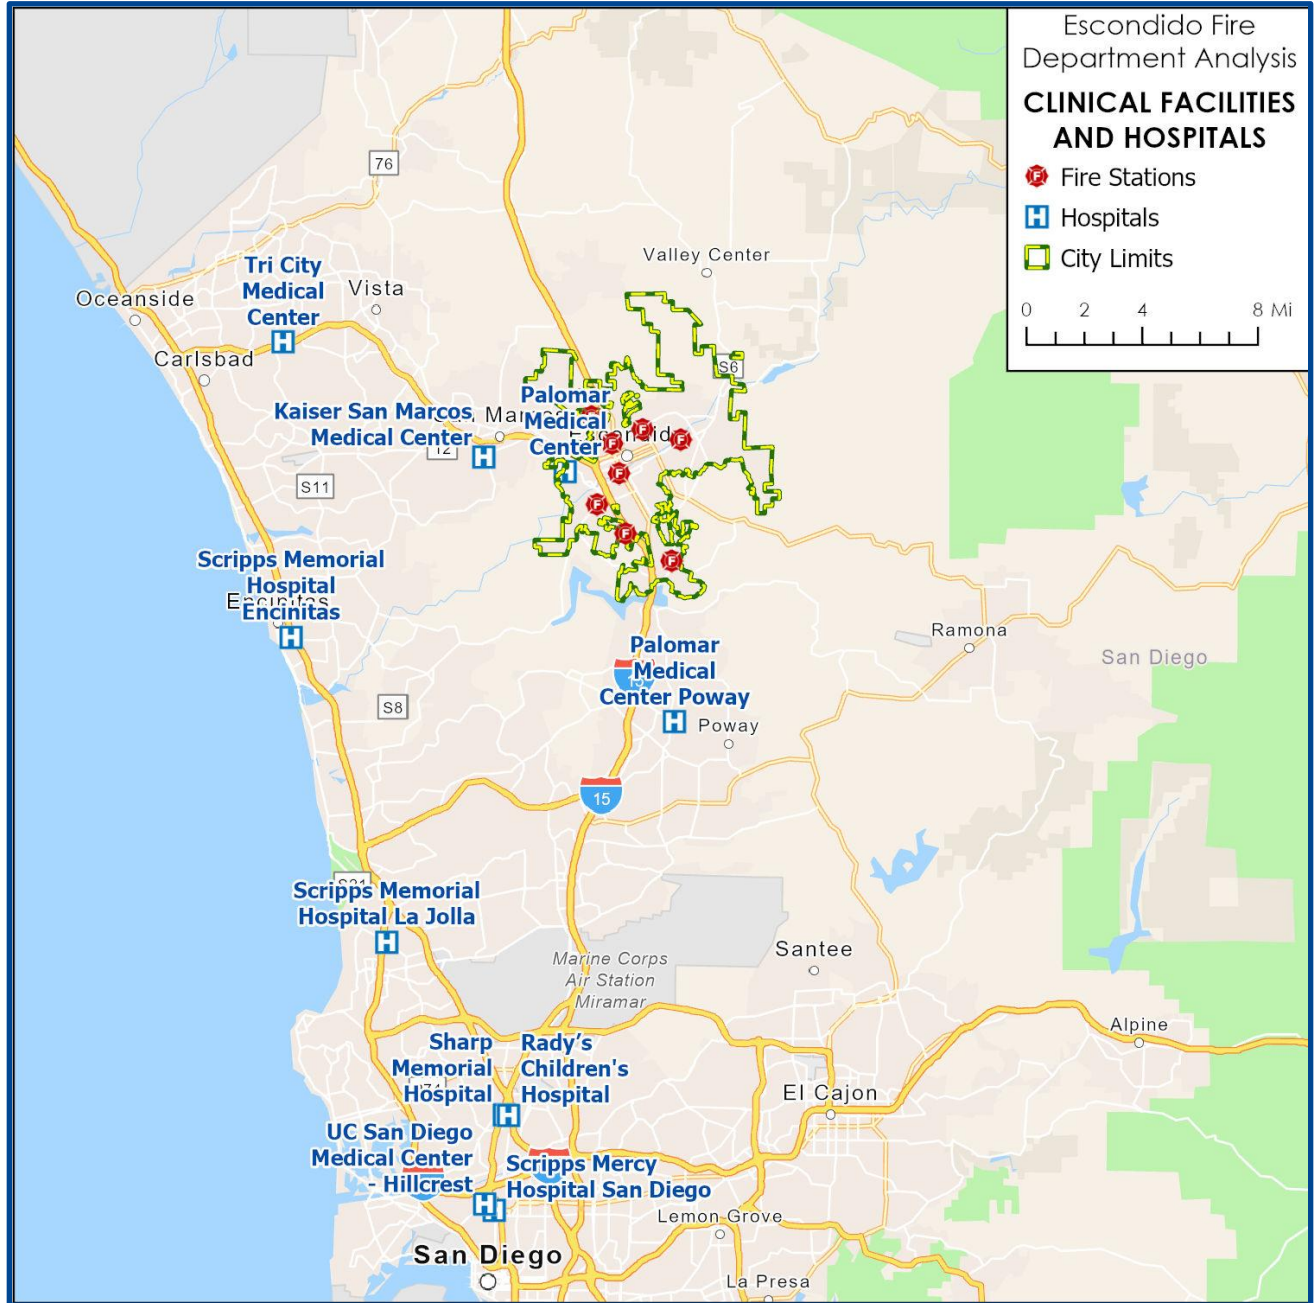 Escondido Fire
Department Analysis
CLINICAL FACILITIES
AND HOSPITALS
F Fire Stations
H Hospitals
City Limits
0 2 4 8 Mi
76
Valley Center
Tri City
Medical
Center
H
Vista
Oceanside
Carlsbad
S6
Palomar
Medical
Center
H
Kaiser San Marcos
Medical Center
H
12
S11
F
F
F
F
F
F
F
Scripps Memorial
Hospital
Encinitas
H
Ramona
San Diego
Palomar
Medical
Center Poway
H
Poway
S8
15
15
Scripps Memorial
Hospital La Jolla
H
Marine Corps
Air Station
Miramar
Santee
Alpine
Sharp
Memorial
Hospital
Rady’s
Children's
Hospital
H
El Cajon
UC San Diego
Medical Center
- Hillcrest
H
Scripps Mercy
Hospital San Diego
Lemon Grove
San Diego
La Presa